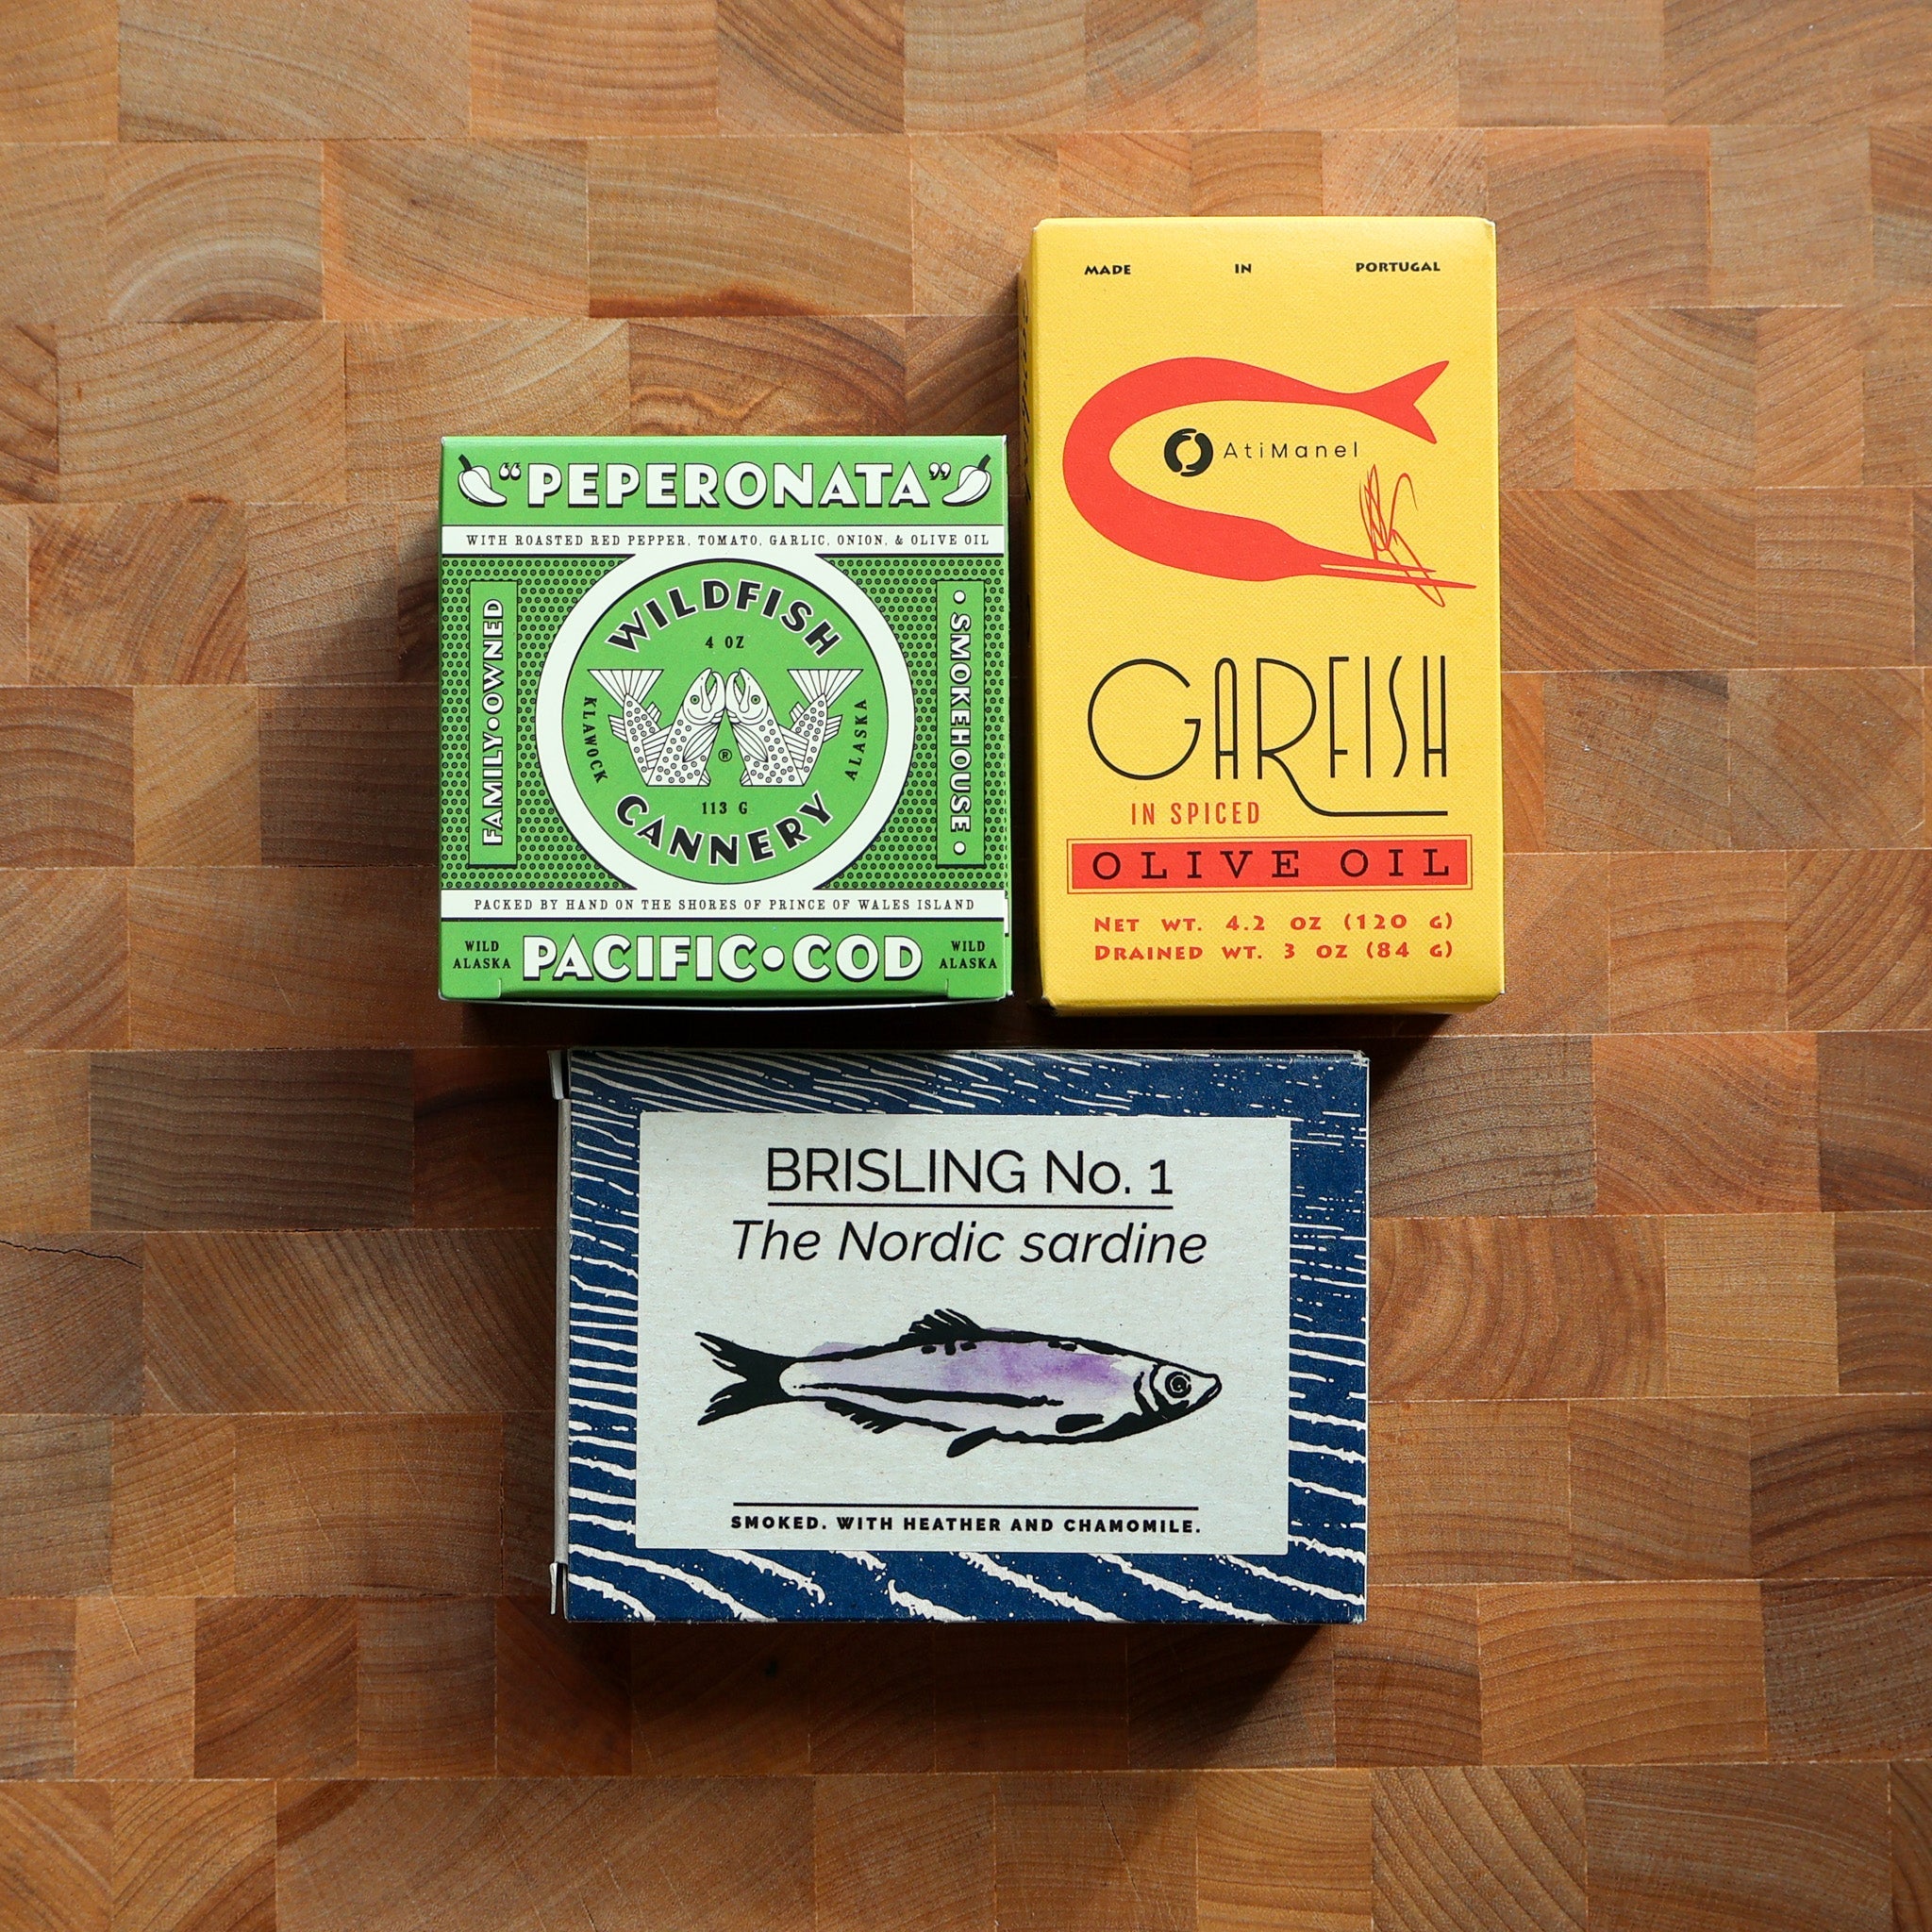 “PEPERONATA”
WITH ROASTED RED PEPPER, TOMATO, GARLIC, ONION, & OLIVE OIL
FAMILY•OWNED
WILDFISH
4 OZ
KLAWOCK
ALASKA
®
113 G
CANNERY
• SMOKEHOUSE •
PACKED BY HAND ON THE SHORES OF PRINCE OF WALES ISLAND
WILD
ALASKA
PACIFIC•COD
WILD
ALASKA
MADE IN PORTUGAL
AtiManel
GARFISH
IN SPICED
OLIVE OIL
NET WT. 4.2 OZ (120 G)
DRAINED WT. 3 OZ (84 G)
BRISLING No. 1
The Nordic sardine
SMOKED. WITH HEATHER AND CHAMOMILE.